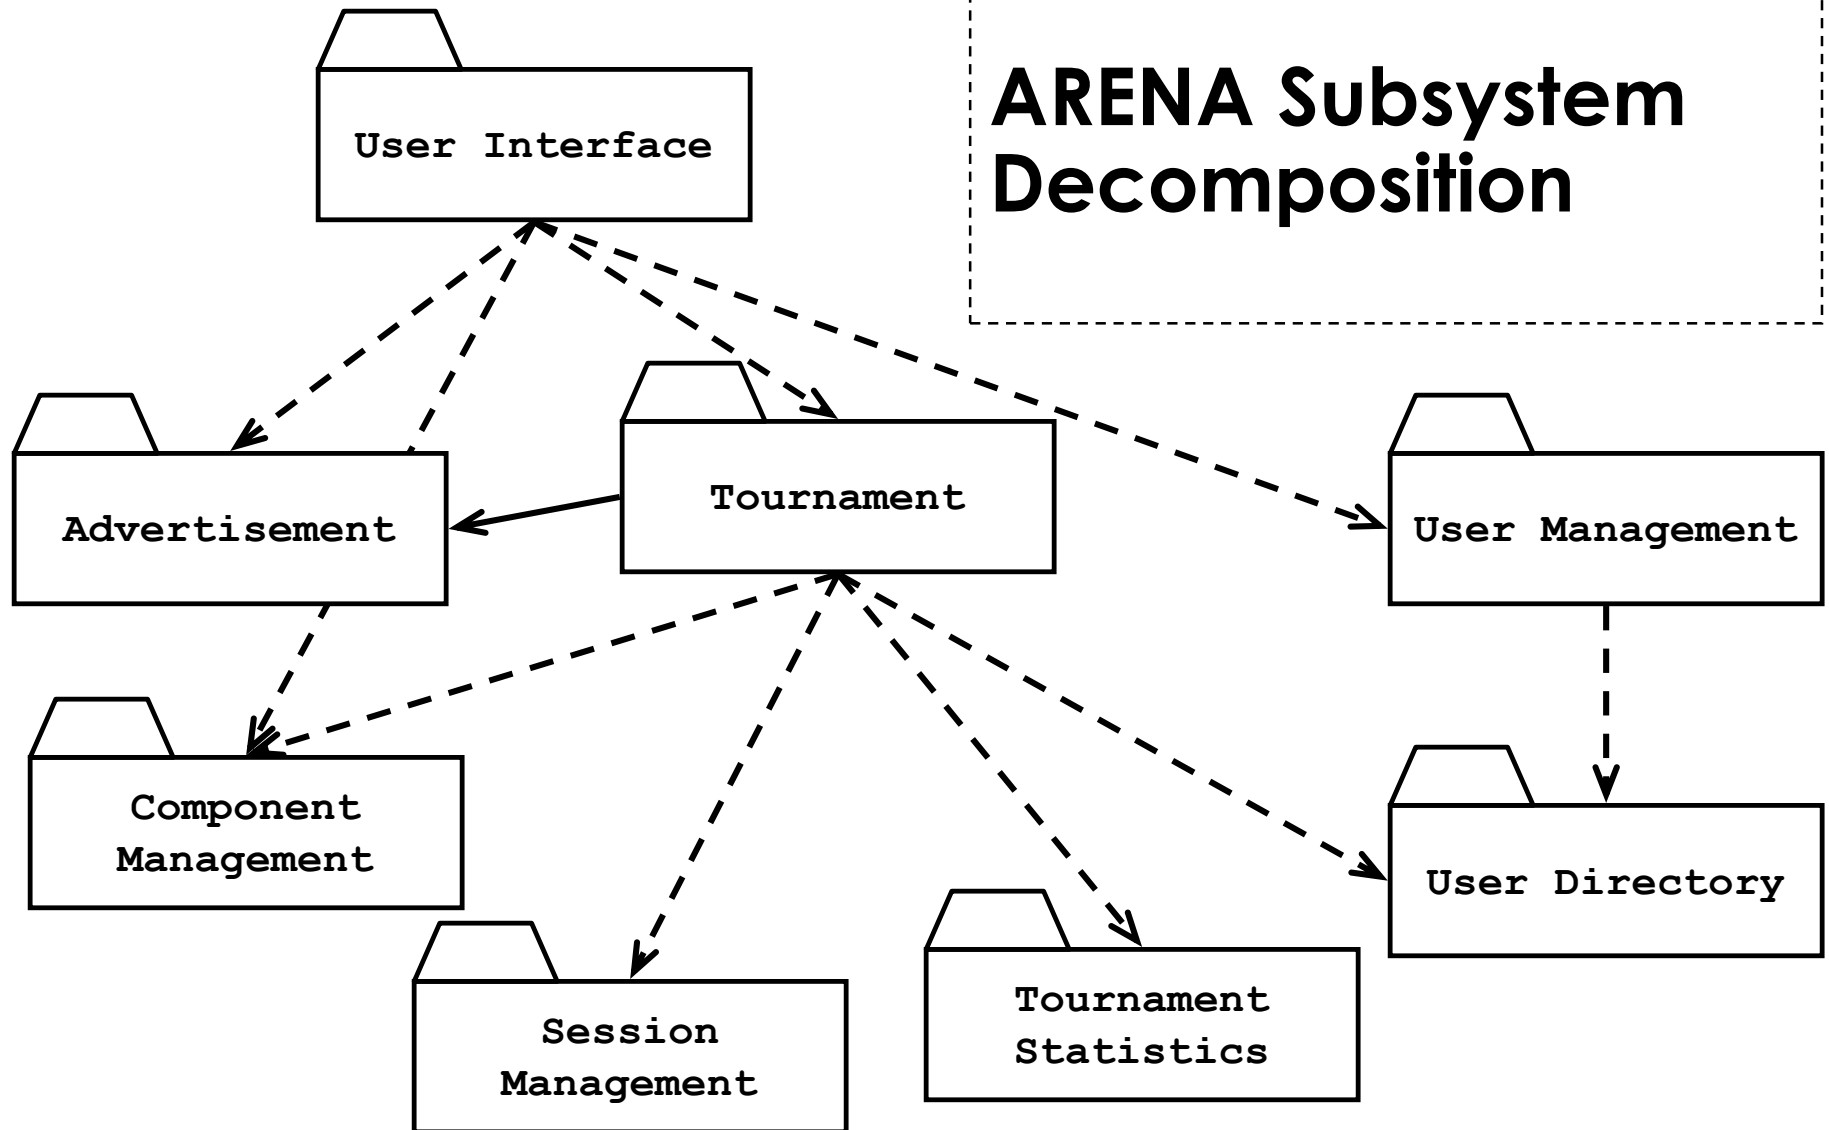 ARENA Subsystem
Decomposition
User Interface
Advertisement
Tournament
User Management
Component
Management
Session
Management
Tournament
Statistics
User Directory